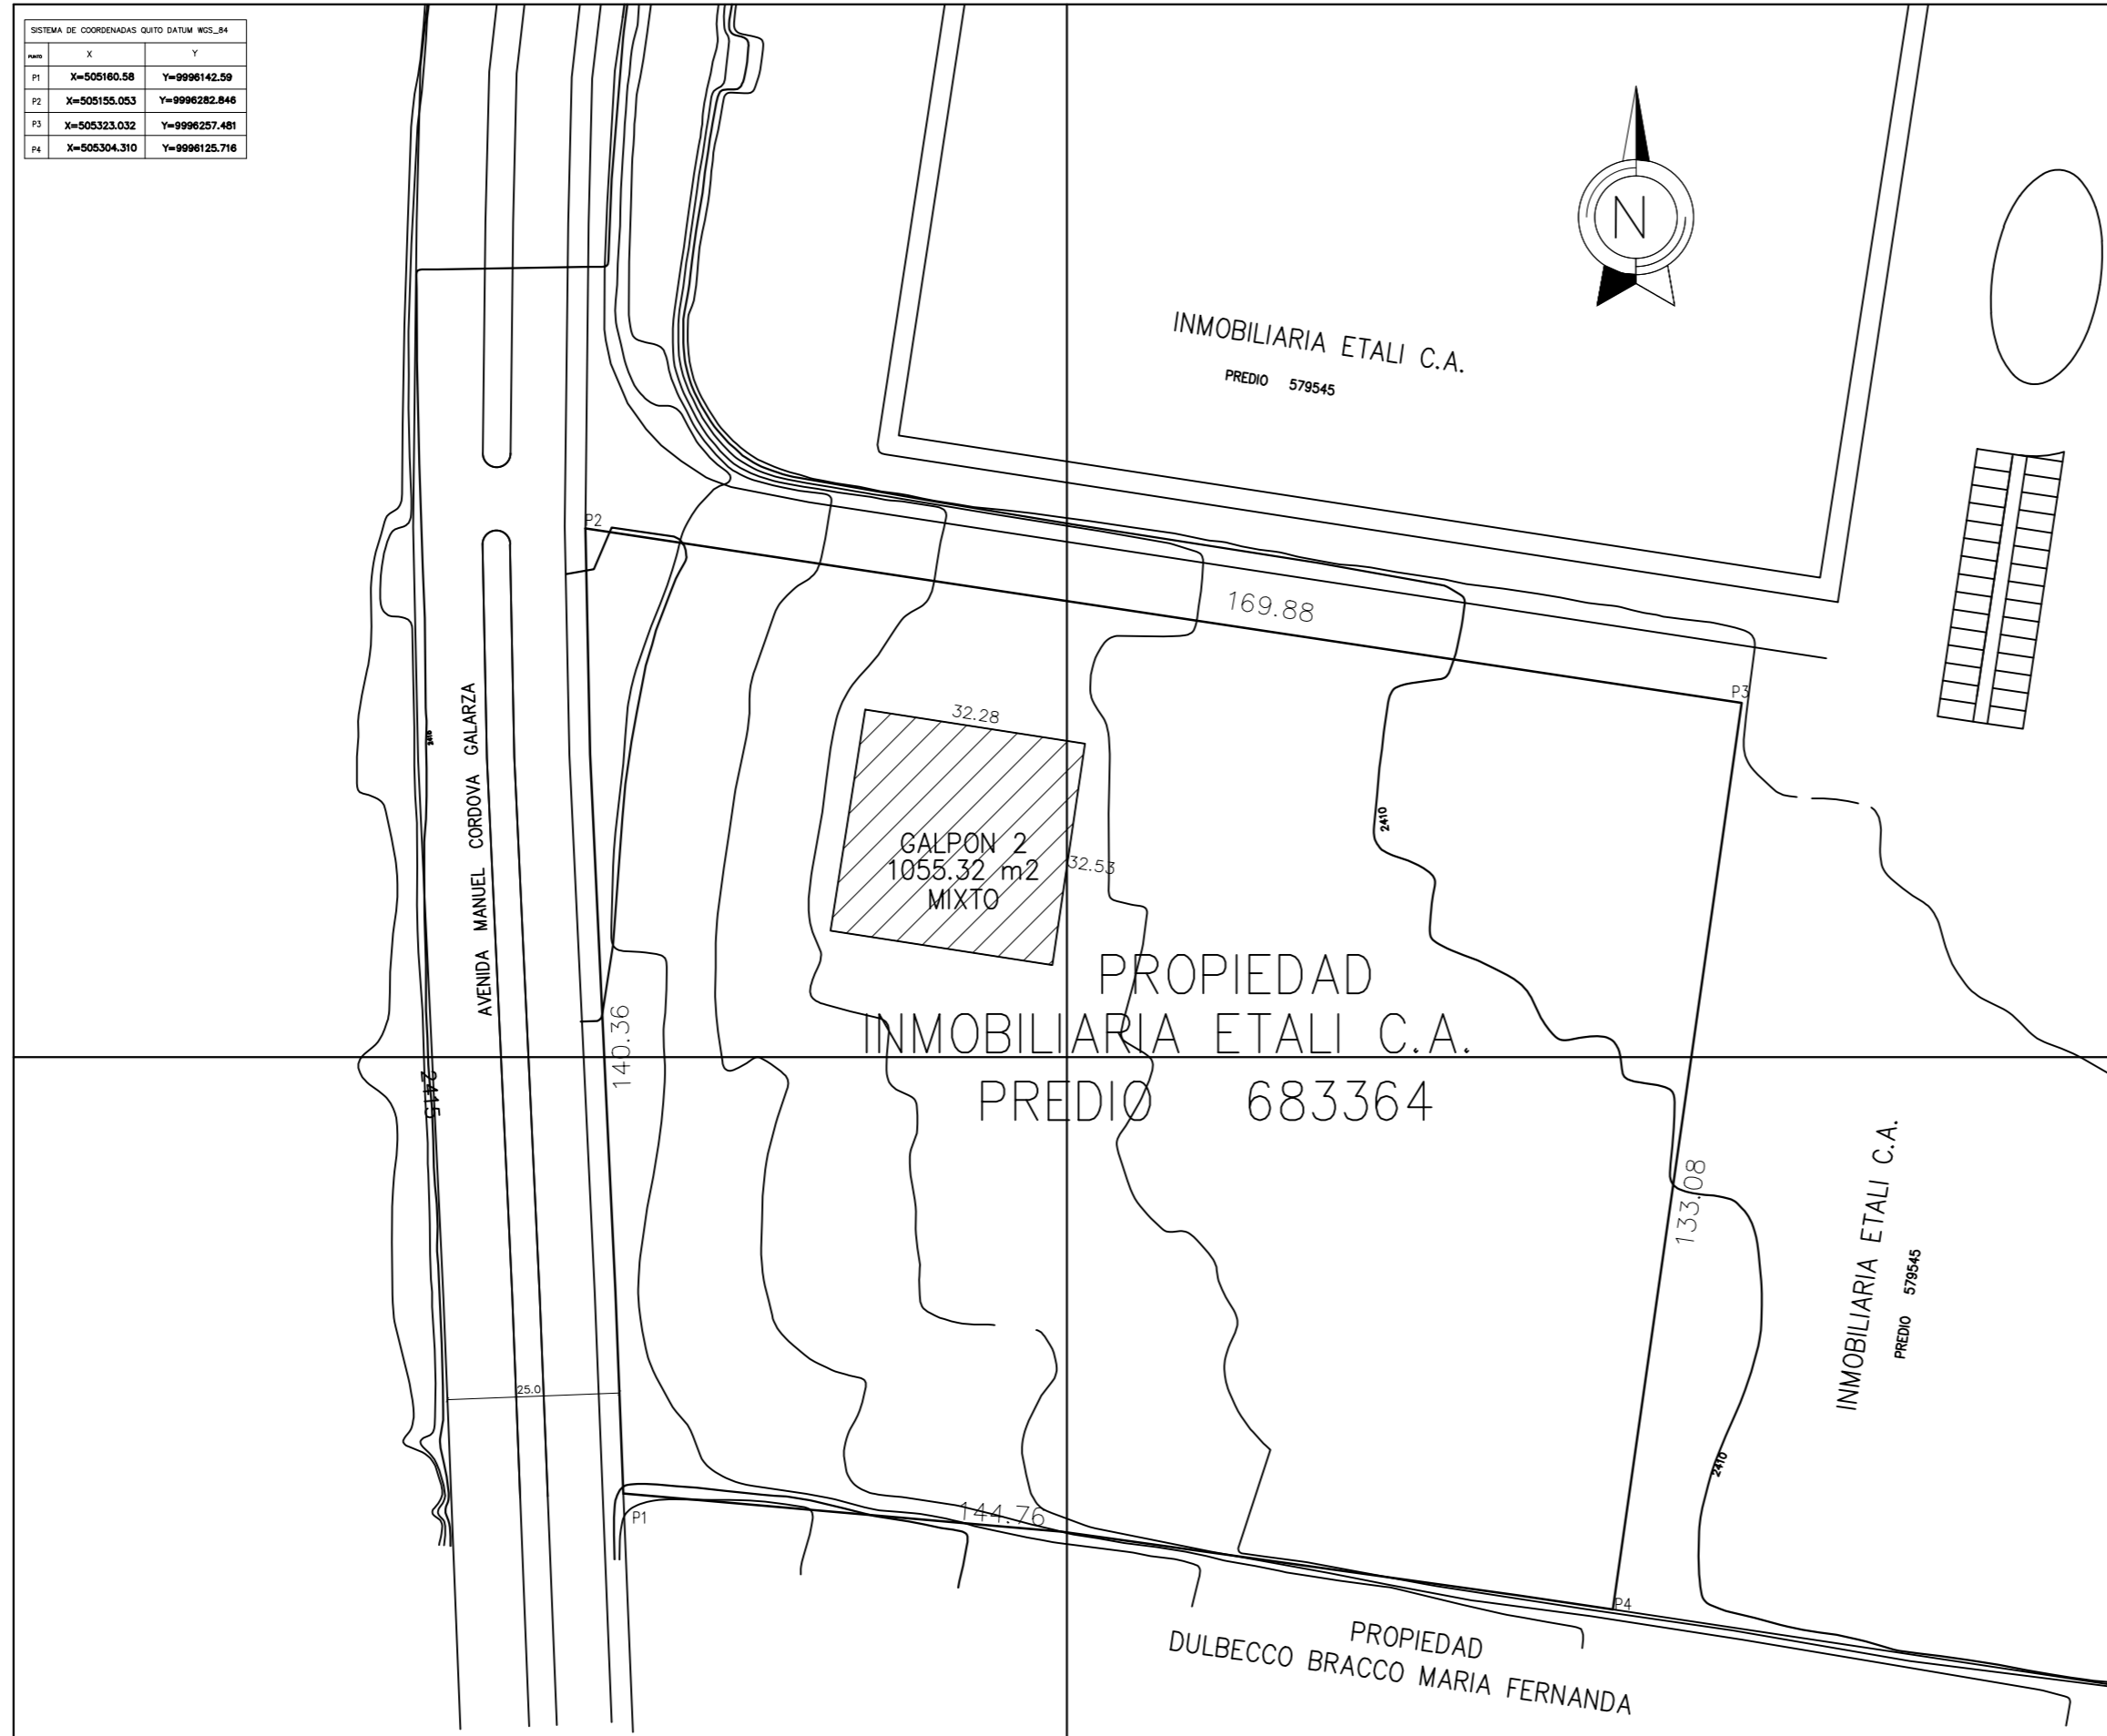 SISTEMA DE COORDENADAS QUITO DATUM WGS_84
PUNTO X Y
P1 X=505160.58 Y=9996142.59
P2 X=505155.053 Y=9996282.846
P3 X=505323.032 Y=9996257.481
P4 X=505304.310 Y=9996125.716
N
INMOBILIARIA ETALI C.A.
PREDIO 579545
P2
169.88
P3
32.28
GALPON 2
1055.32 m2
MIXTO
32.53
2410
AVENIDA MANUEL CORDOVA GALARZA
PROPIEDAD
INMOBILIARIA ETALI C.A.
PREDIO 683364
140.36
2415
133.08
INMOBILIARIA ETALI C.A.
PREDIO 579545
25.0
2410
P1
144.76
P4
PROPIEDAD
DULBECCO BRACCO MARIA FERNANDA